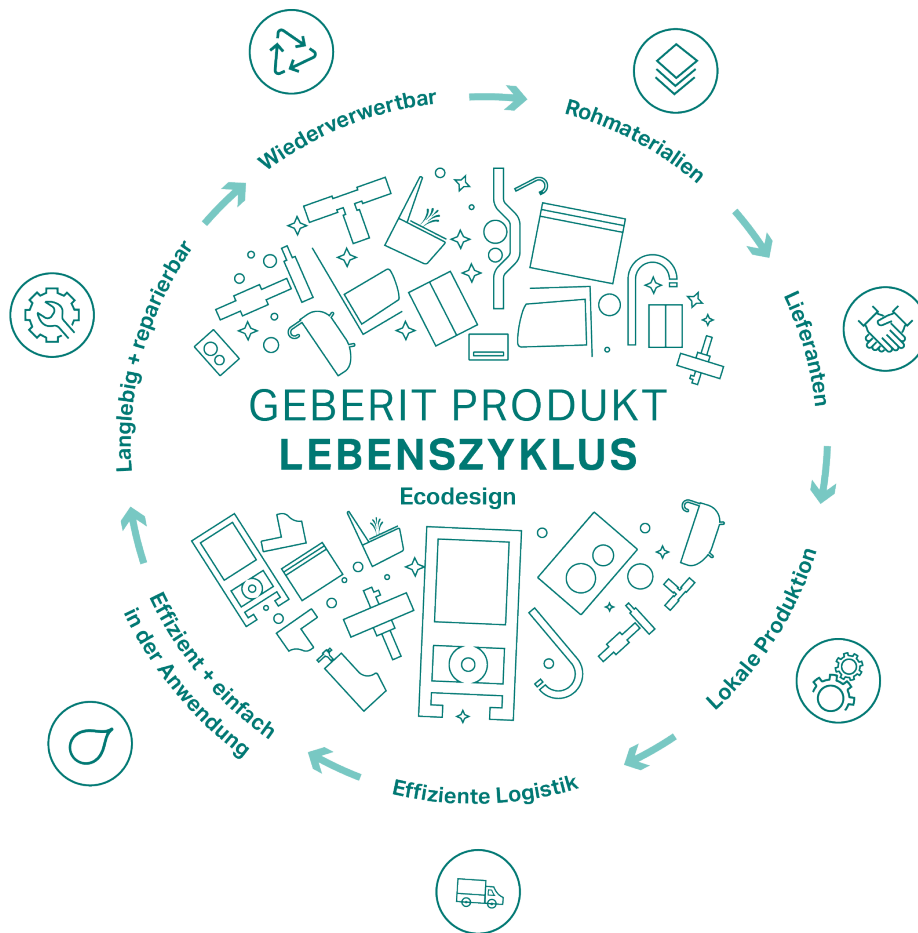 GEBERIT PRODUKT
LEBENSZYKLUS
Ecodesign
Rohmaterialien
Lieferanten
Lokale Produktion
Effiziente Logistik
Effizient + einfach
in der Anwendung
Langlebig + reparierbar
Wiederverwertbar